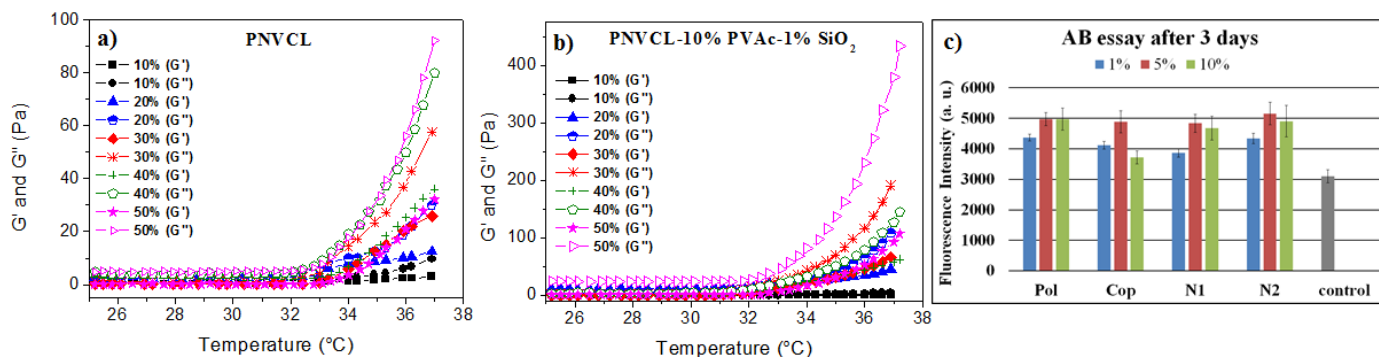 a)
PNVCL
10% (G')
10% (G'')
20% (G')
20% (G'')
30% (G')
30% (G'')
40% (G')
40% (G'')
50% (G')
50% (G'')
G' and G'' (Pa)
100
80
60
40
20
0
26 28 30 32 34 36 38
Temperature (°C)
b)
PNVCL-10% PVAc-1% SiO₂
10% (G')
10% (G'')
20% (G')
20% (G'')
30% (G')
30% (G'')
40% (G')
40% (G'')
50% (G')
50% (G'')
G' and G'' (Pa)
400
300
200
100
0
26 28 30 32 34 36 38
Temperature (°C)
c)
AB essay after 3 days
1% 5% 10%
Fluorescence Intensity (a. u.)
6000
5000
4000
3000
2000
1000
0
Pol Cop N1 N2 control